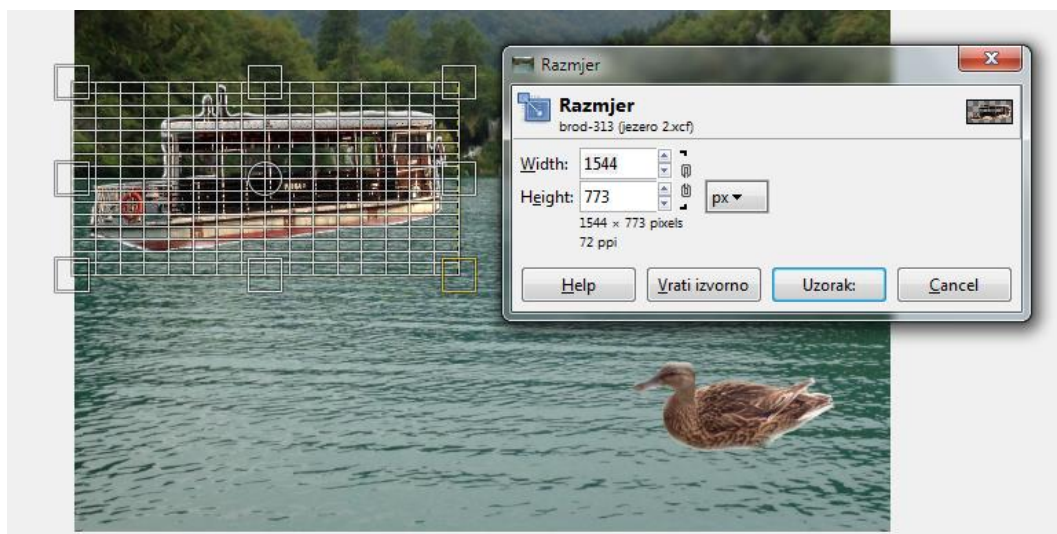 Razmjer
Razmjer
brod-313 (jezero 2.xcf)
Width: 1544
Height: 773
px
1544 × 773 pixels
72 ppi
Help Vrati izvorno Uzorak: Cancel